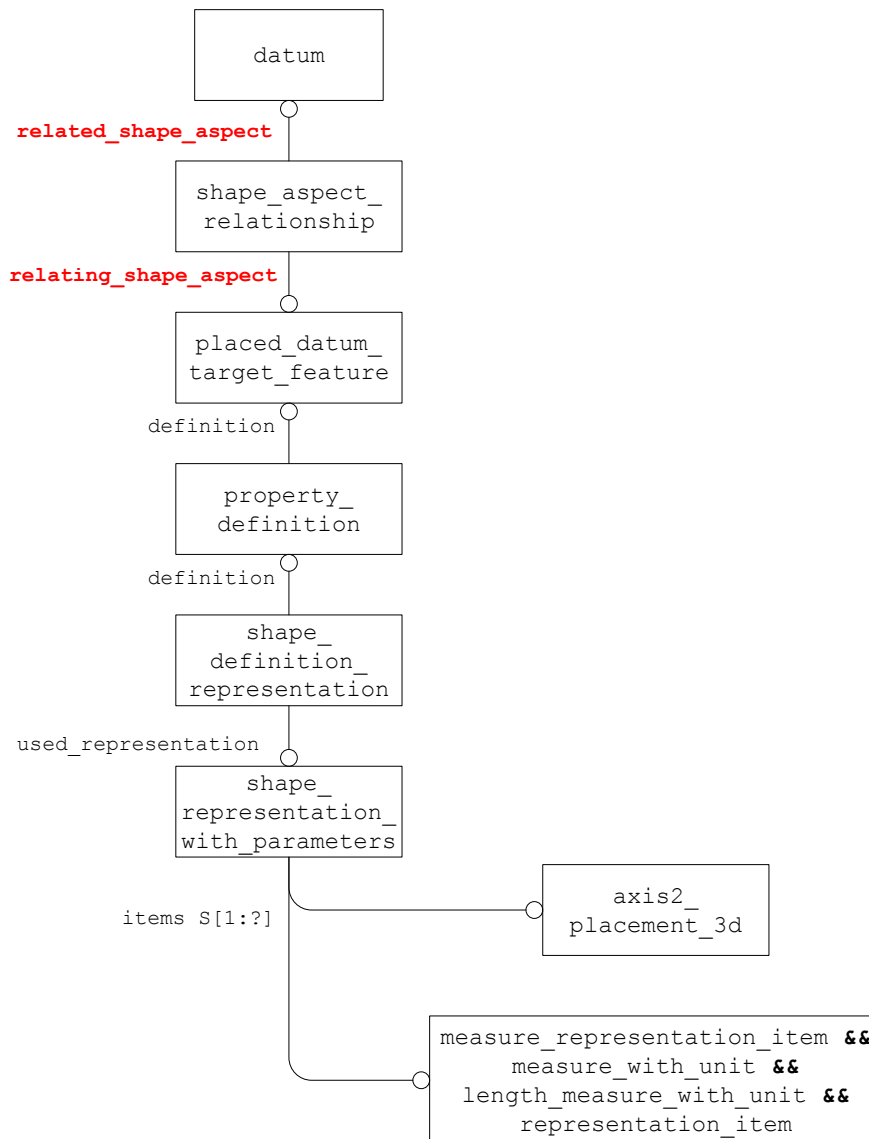 datum
related_shape_aspect
shape_aspect_
relationship
relating_shape_aspect
placed_datum_
target_feature
definition
property_
definition
definition
shape_
definition_
representation
used_representation
shape_
representation_
with_parameters
items S[1:?]
axis2_
placement_3d
measure_representation_item &&
measure_with_unit &&
length_measure_with_unit &&
representation_item